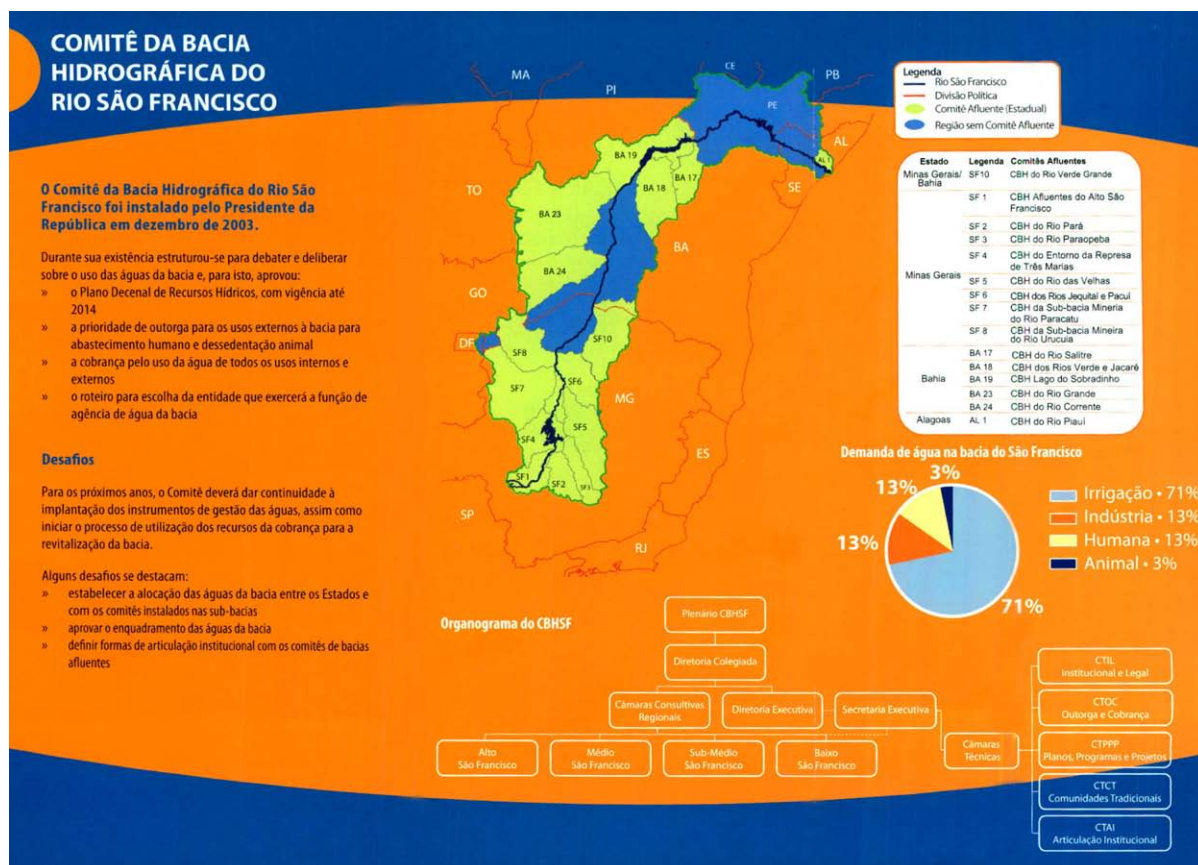 COMITÊ DA BACIA
HIDROGRÁFICA DO
RIO SÃO FRANCISCO
O Comitê da Bacia Hidrográfica do Rio São
Francisco foi instalado pelo Presidente da
República em dezembro de 2003.
Durante sua existência estruturou-se para debater e deliberar
sobre o uso das águas da bacia e, para isto, aprovou:
» o Plano Decenal de Recursos Hídricos, com vigência até
2014
» a prioridade de outorga para os usos externos à bacia para
abastecimento humano e dessedentação animal
» a cobrança pelo uso da água de todos os usos internos e
externos
» o roteiro para escolha da entidade que exercerá a função de
agência de água da bacia
Desafios
Para os próximos anos, o Comitê deverá dar continuidade à
implantação dos instrumentos de gestão das águas, assim como
iniciar o processo de utilização dos recursos da cobrança para a
revitalização da bacia.
Alguns desafios se destacam:
» estabelecer a alocação das águas da bacia entre os Estados e
com os comitês instalados nas sub-bacias
» aprovar o enquadramento das águas da bacia
» definir formas de articulação institucional com os comitês de bacias
afluentes
MA
PI
CE
PB
PE
AL
AL 1
SE
TO
BA 19
BA 18
BA 17
BA 23
BA
BA 24
GO
DF
SF8
SF10
SF7
SF6
MG
SF4
SF5
SF1
SF2
SF3
ES
SP
RJ
Legenda
Rio São Francisco
Divisão Política
Comitê Afluente (Estadual)
Região sem Comitê Afluente
Estado Legenda Comitês Afluentes
Minas Gerais/
Bahia SF10 CBH do Rio Verde Grande
Minas Gerais
SF 1 CBH Afluentes do Alto São
Francisco
SF 2 CBH do Rio Pará
SF 3 CBH do Rio Paraopeba
SF 4 CBH do Entorno da Represa
de Três Marias
SF 5 CBH do Rio das Velhas
SF 6 CBH dos Rios Jequitaí e Pacuí
SF 7 CBH da Sub-bacia Mineria
do Rio Paracatu
SF 8 CBH da Sub-bacia Mineira
do Rio Urucuia
Bahia
BA 17 CBH do Rio Salitre
BA 18 CBH dos Rios Verde e Jacaré
BA 19 CBH Lago do Sobradinho
BA 23 CBH do Rio Grande
BA 24 CBH do Rio Corrente
Alagoas AL 1 CBH do Rio Piauí
Demanda de água na bacia do São Francisco
3%
13%
13%
71%
Irrigação • 71%
Indústria • 13%
Humana • 13%
Animal • 3%
Organograma do CBHSF
Plenário CBHSF
Diretoria Colegiada
Câmaras Consultivas
Regionais
Diretoria Executiva
Secretaria Executiva
Alto
São Francisco
Médio
São Francisco
Sub-Médio
São Francisco
Baixo
São Francisco
Câmaras
Técnicas
CTIL
Institucional e Legal
CTOC
Outorga e Cobrança
CTPPP
Planos, Programas e Projetos
CTCT
Comunidades Tradicionais
CTAI
Articulação Institucional